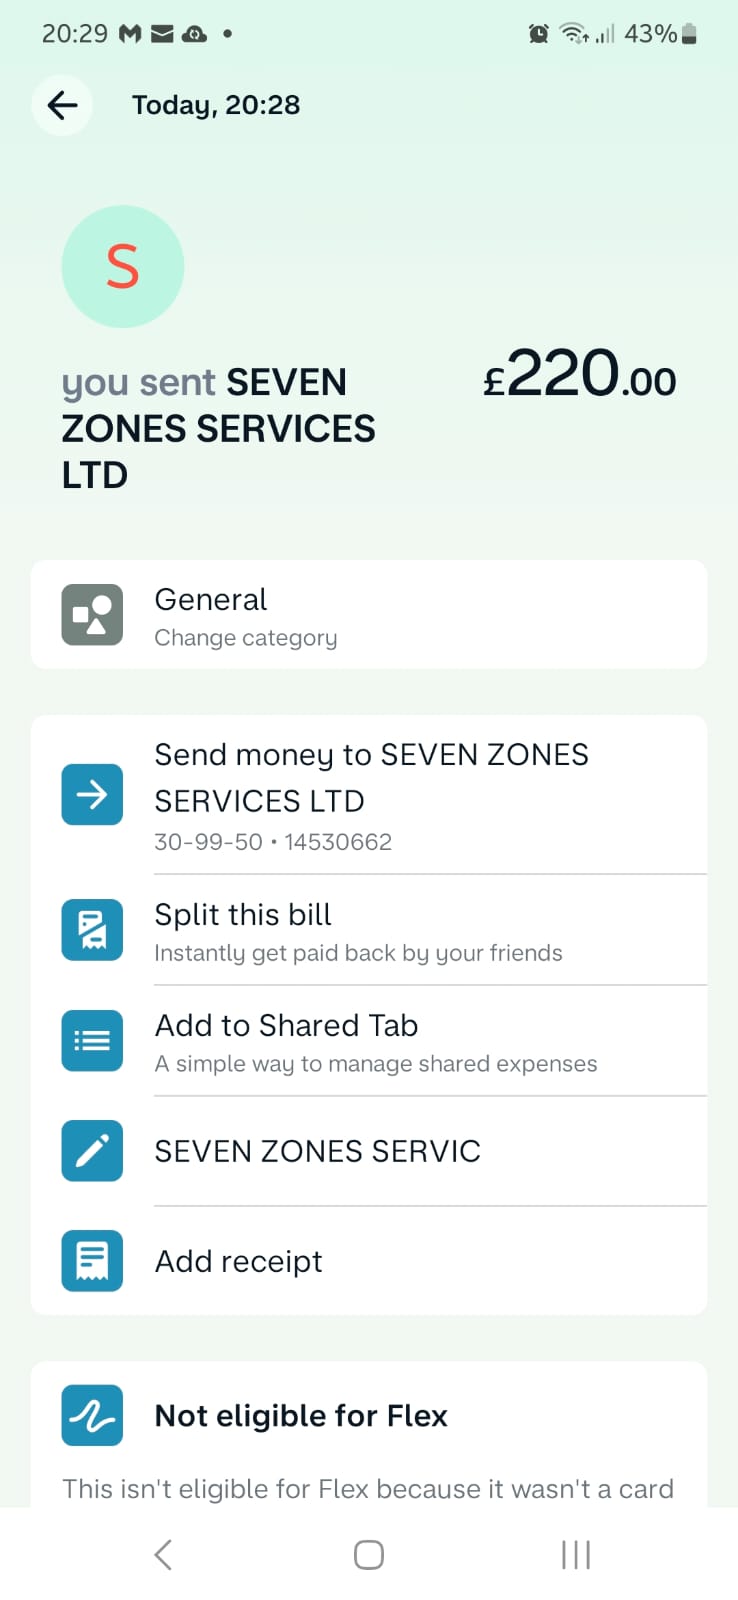 20:29
43%
Today, 20:28
S
you sent SEVEN
ZONES SERVICES
LTD
£220.00
General
Change category
Send money to SEVEN ZONES
SERVICES LTD
30-99-50 • 14530662
Split this bill
Instantly get paid back by your friends
Add to Shared Tab
A simple way to manage shared expenses
SEVEN ZONES SERVIC
Add receipt
Not eligible for Flex
This isn't eligible for Flex because it wasn't a card